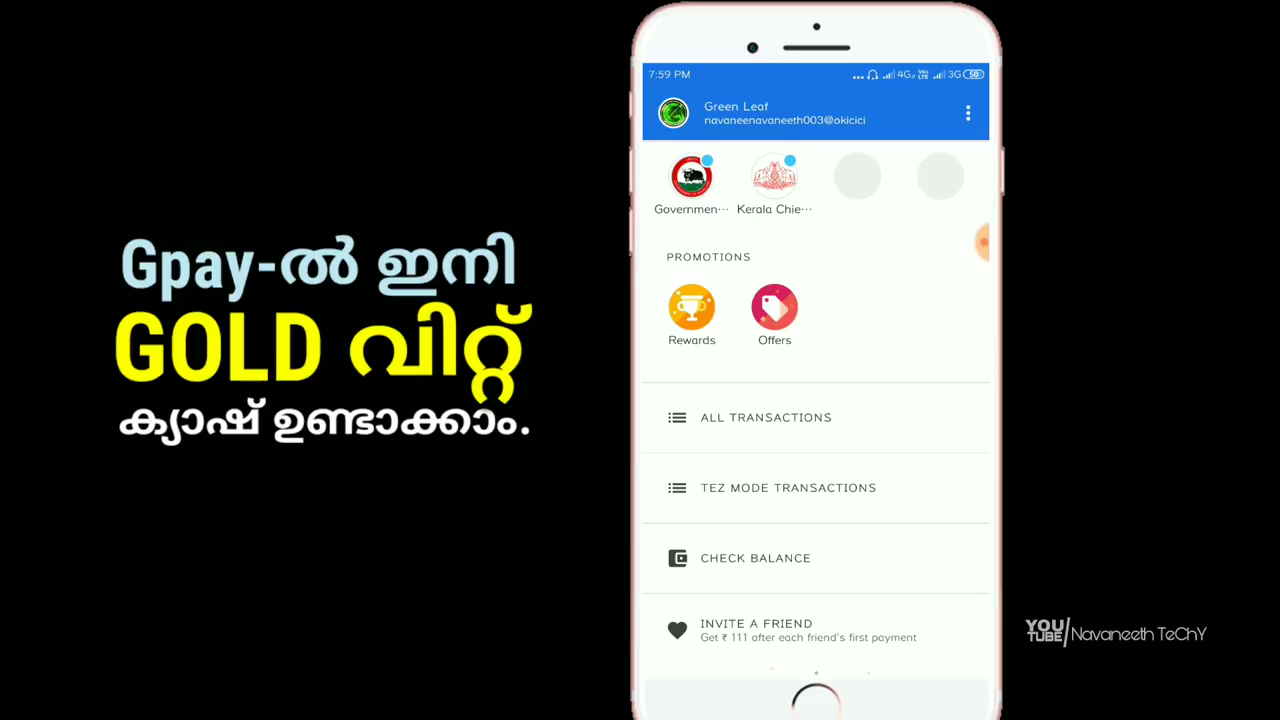 Gpay-ൽ ഇനി
GOLD വിറ്റ്
ക്യാഷ് ഉണ്ടാക്കാം.
7:59 PM
4G
VoLTE
3G
50
Green Leaf
navaneenavaneeth003@okicici
Governmen···
Kerala Chie···
PROMOTIONS
Rewards
Offers
ALL TRANSACTIONS
TEZ MODE TRANSACTIONS
CHECK BALANCE
INVITE A FRIEND
Get ₹ 111 after each friend's first payment
YOU TUBE/Navaneeth TeChY